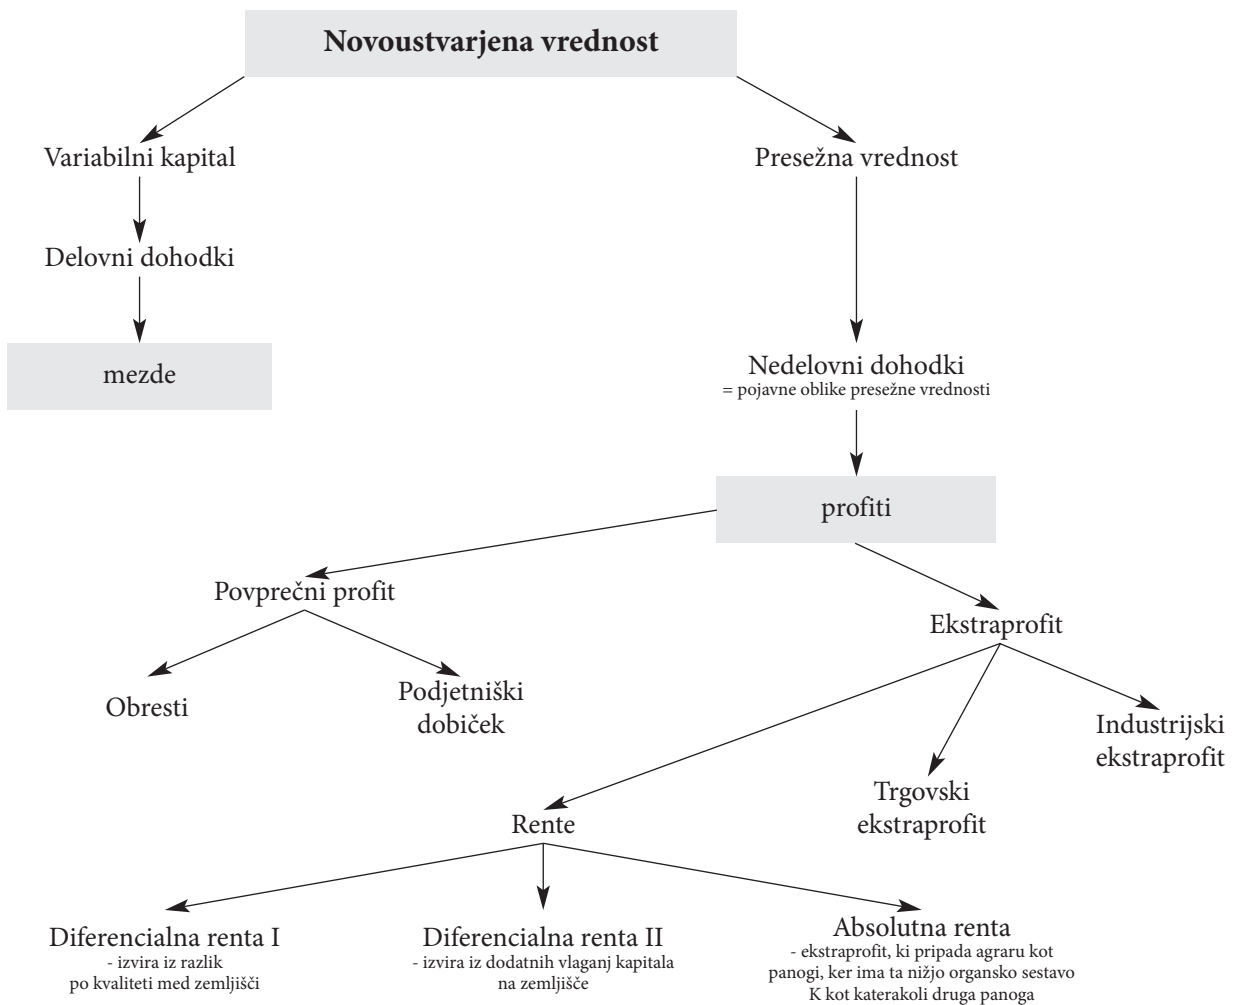 Novoustvarjena vrednost
Variabilni kapital
Presežna vrednost
Delovni dohodki
mezde
Nedelovni dohodki
= pojavne oblike presežne vrednosti
profiti
Povprečni profit
Ekstraprofit
Obresti
Podjetniški
dobiček
Industrijski
ekstraprofit
Trgovski
ekstraprofit
Rente
Diferencialna renta I
- izvira iz razlik
po kvaliteti med zemljišči
Diferencialna renta II
- izvira iz dodatnih vlaganj kapitala
na zemljišče
Absolutna renta
- ekstraprofit, ki pripada agraru kot
panogi, ker ima ta nižjo organsko sestavo
K kot katerakoli druga panoga